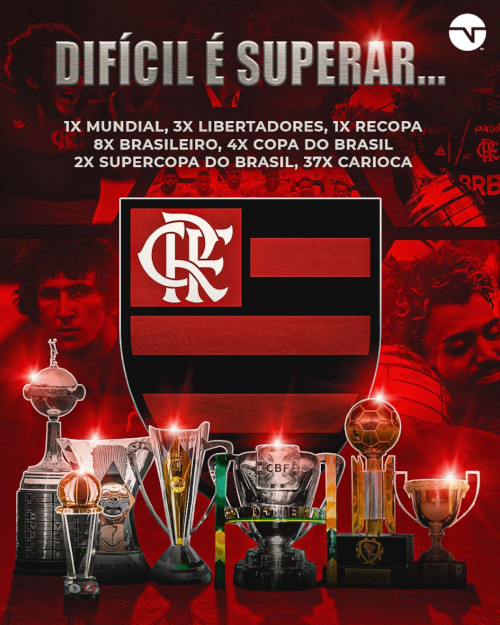 DIFÍCIL É SUPERAR...
1X MUNDIAL, 3X LIBERTADORES, 1X RECOPA
8X BRASILEIRO, 4X COPA DO BRASIL
2X SUPERCOPA DO BRASIL, 37X CARIOCA
CRF
CBF